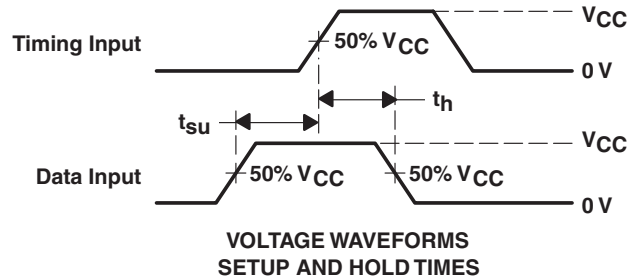 VCC
Timing Input
50% VCC
0 V
th
tsu
VCC
Data Input
50% VCC
50% VCC
0 V
VOLTAGE WAVEFORMS
SETUP AND HOLD TIMES